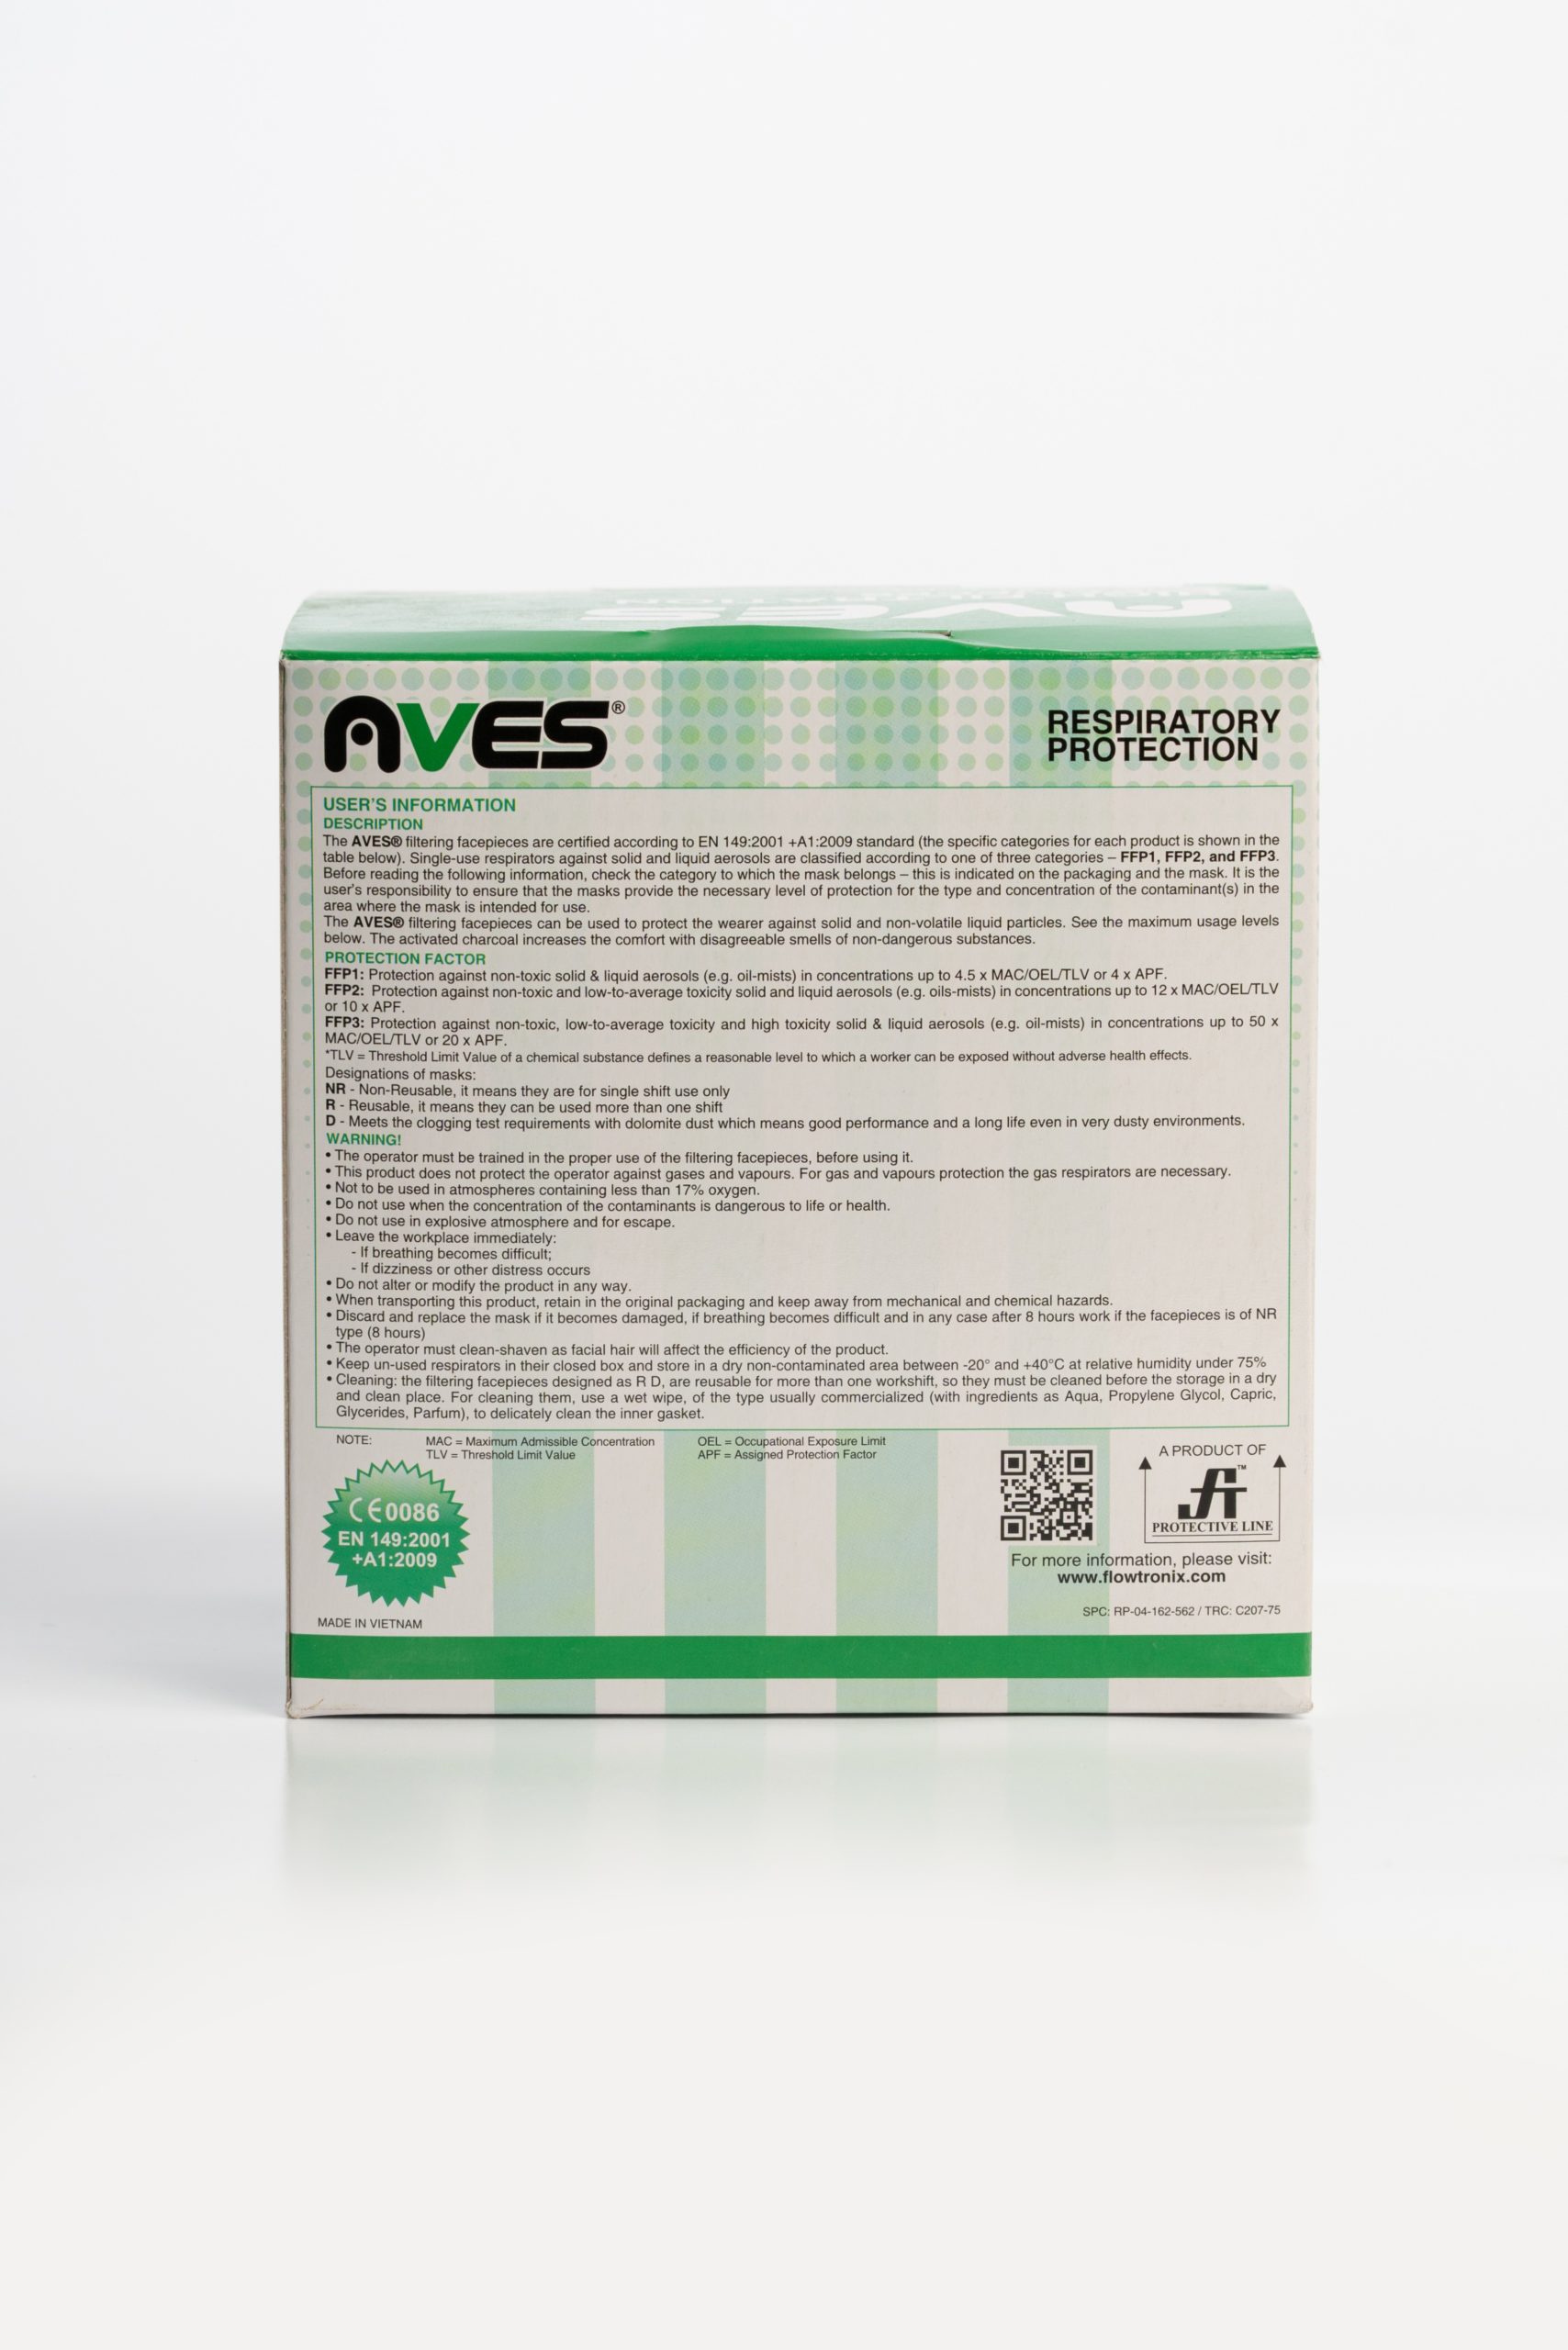 AVES
AVES®
RESPIRATORY
PROTECTION
USER'S INFORMATION
DESCRIPTION
The AVES® filtering facepieces are certified according to EN 149:2001 +A1:2009 standard (the specific categories for each product is shown in the
table below). Single-use respirators against solid and liquid aerosols are classified according to one of three categories – FFP1, FFP2, and FFP3.
Before reading the following information, check the category to which the mask belongs – this is indicated on the packaging and the mask. It is the
user's responsibility to ensure that the masks provide the necessary level of protection for the type and concentration of the contaminant(s) in the
area where the mask is intended for use.
The AVES® filtering facepieces can be used to protect the wearer against solid and non-volatile liquid particles. See the maximum usage levels
below. The activated charcoal increases the comfort with disagreeable smells of non-dangerous substances.
PROTECTION FACTOR
FFP1: Protection against non-toxic solid & liquid aerosols (e.g. oil-mists) in concentrations up to 4.5 x MAC/OEL/TLV or 4 x APF.
FFP2: Protection against non-toxic and low-to-average toxicity solid and liquid aerosols (e.g. oils-mists) in concentrations up to 12 x MAC/OEL/TLV
or 10 x APF.
FFP3: Protection against non-toxic, low-to-average toxicity and high toxicity solid & liquid aerosols (e.g. oil-mists) in concentrations up to 50 x
MAC/OEL/TLV or 20 x APF.
*TLV = Threshold Limit Value of a chemical substance defines a reasonable level to which a worker can be exposed without adverse health effects.
Designations of masks:
NR - Non-Reusable, it means they are for single shift use only
R - Reusable, it means they can be used more than one shift
D - Meets the clogging test requirements with dolomite dust which means good performance and a long life even in very dusty environments.
WARNING!
• The operator must be trained in the proper use of the filtering facepieces, before using it.
• This product does not protect the operator against gases and vapours. For gas and vapours protection the gas respirators are necessary.
• Not to be used in atmospheres containing less than 17% oxygen.
• Do not use when the concentration of the contaminants is dangerous to life or health.
• Do not use in explosive atmosphere and for escape.
• Leave the workplace immediately:
- If breathing becomes difficult;
- If dizziness or other distress occurs
• Do not alter or modify the product in any way.
• When transporting this product, retain in the original packaging and keep away from mechanical and chemical hazards.
• Discard and replace the mask if it becomes damaged, if breathing becomes difficult and in any case after 8 hours work if the facepieces is of NR
type (8 hours)
• The operator must clean-shaven as facial hair will affect the efficiency of the product.
• Keep un-used respirators in their closed box and store in a dry non-contaminated area between -20° and +40°C at relative humidity under 75%
• Cleaning: the filtering facepieces designed as R D, are reusable for more than one workshift, so they must be cleaned before the storage in a dry
and clean place. For cleaning them, use a wet wipe, of the type usually commercialized (with ingredients as Aqua, Propylene Glycol, Capric,
Glycerides, Parfum), to delicately clean the inner gasket.
NOTE: MAC = Maximum Admissible Concentration OEL = Occupational Exposure Limit
TLV = Threshold Limit Value APF = Assigned Protection Factor
CE0086
EN 149:2001
+A1:2009
MADE IN VIETNAM
A PRODUCT OF
fT™
PROTECTIVE LINE
For more information, please visit:
www.flowtronix.com
SPC: RP-04-162-562 / TRC: C207-75